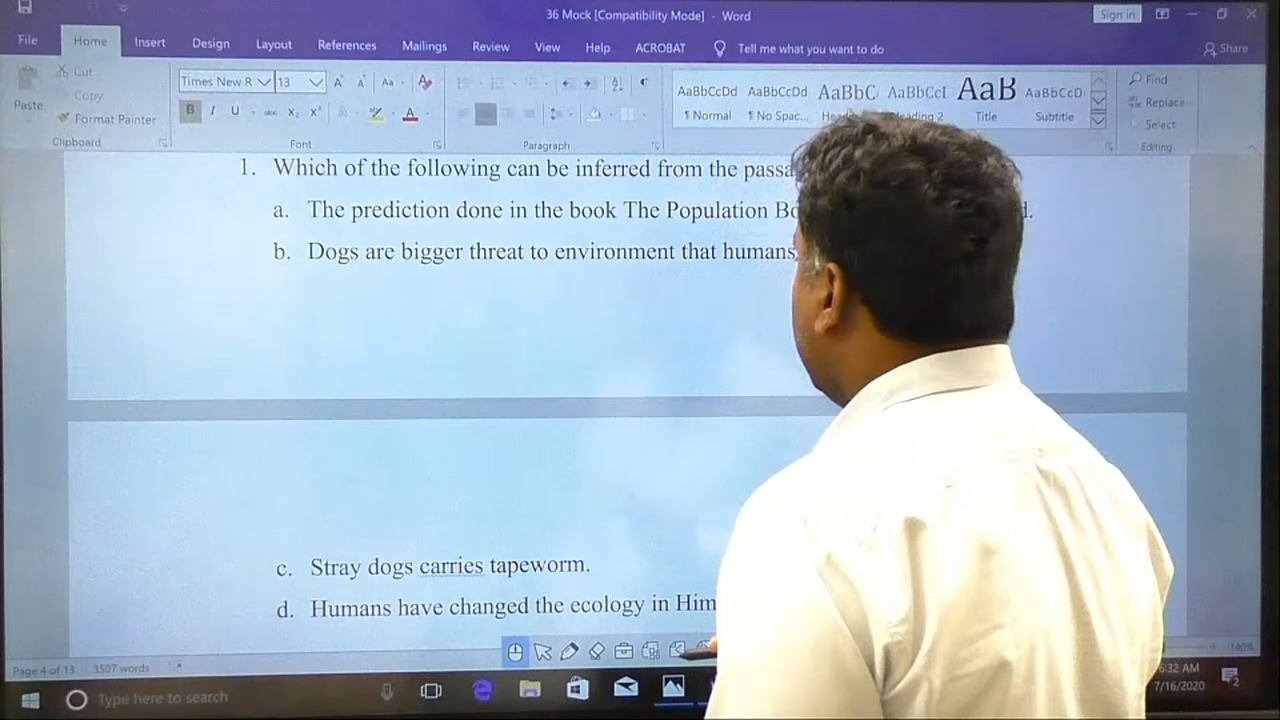 36 Mock [Compatibility Mode] - Word
Sign in
File Home Insert Design Layout References Mailings Review View Help ACROBAT Tell me what you want to do Share
Paste
Cut
Copy
Format Painter
Clipboard
Times New R 13
B I U
Font
Paragraph
AaBbCcDd AaBbCcDd AaBbC AaBbCcI AaB AaBbCcD
¶ Normal ¶ No Spac... Title Subtitle
Find
Replace
Select
Editing
1. Which of the following can be inferred from the
a. The prediction done in the book The Population
b. Dogs are bigger threat to environment that humans
c. Stray dogs carries tapeworm.
d. Humans have changed the ecology in
Page 4 of 13 3507 words
140%
Type here to search
7/16/2020